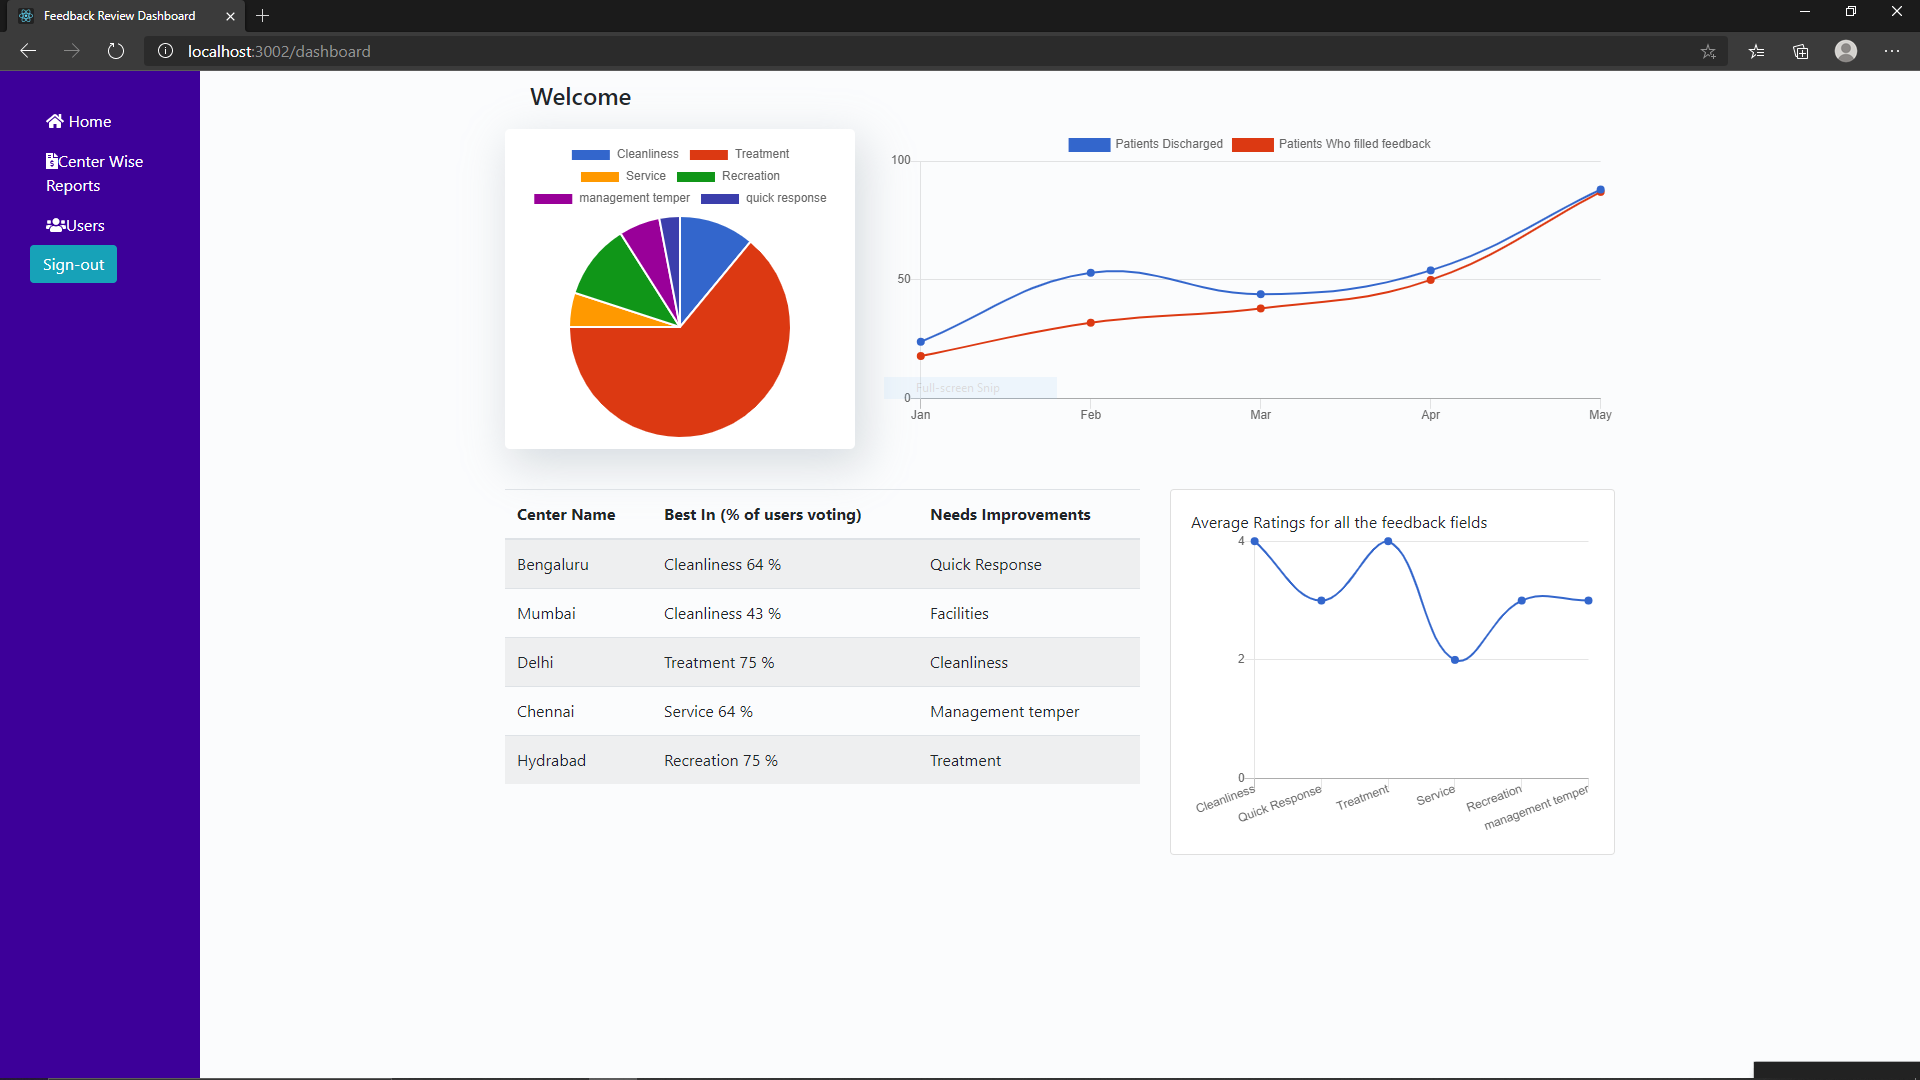 Feedback Review Dashboard
localhost:3002/dashboard
Home
Center Wise
Reports
Users
Sign-out
Welcome
Cleanliness Treatment
Service Recreation
management temper quick response
Patients Discharged Patients Who filled feedback
100
50
0
Full-screen Snip
Jan Feb Mar Apr May
Center Name Best In (% of users voting) Needs Improvements
Bengaluru Cleanliness 64 % Quick Response
Mumbai Cleanliness 43 % Facilities
Delhi Treatment 75 % Cleanliness
Chennai Service 64 % Management temper
Hydrabad Recreation 75 % Treatment
Average Ratings for all the feedback fields
4
2
0
Cleanliness Quick Response Treatment Service Recreation management temper